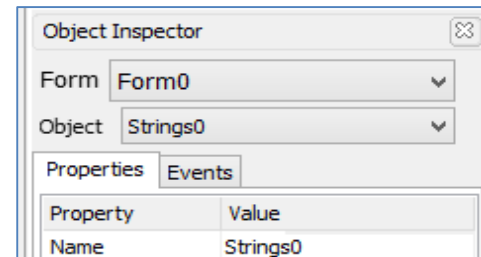 Object Inspector
Form Form0
Object Strings0
Properties Events
Property Value
Name Strings0